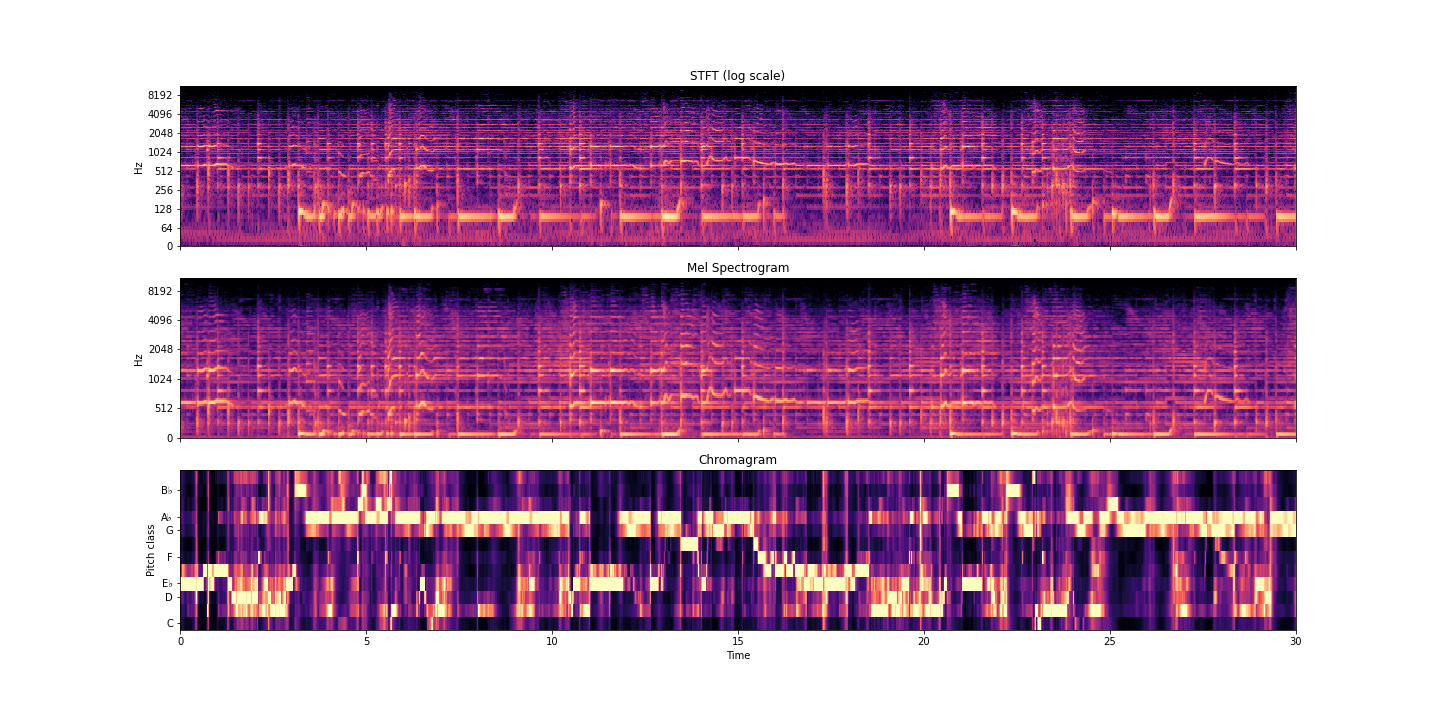 STFT (log scale)
8192
4096
2048
1024
512
256
128
64
0
Hz
Mel Spectrogram
8192
4096
2048
1024
512
0
Hz
Chromagram
B♭
A♭
G
F
E♭
D
C
Pitch class
0 5 10 15 20 25 30
Time